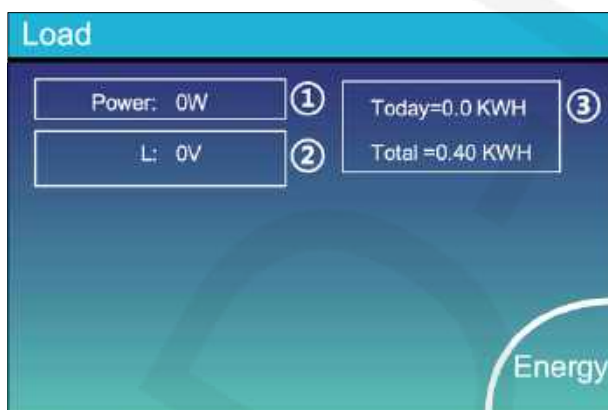 Load
Power: 0W
①
L: 0V
②
Today=0.0 KWH
Total =0.40 KWH
③
Energy